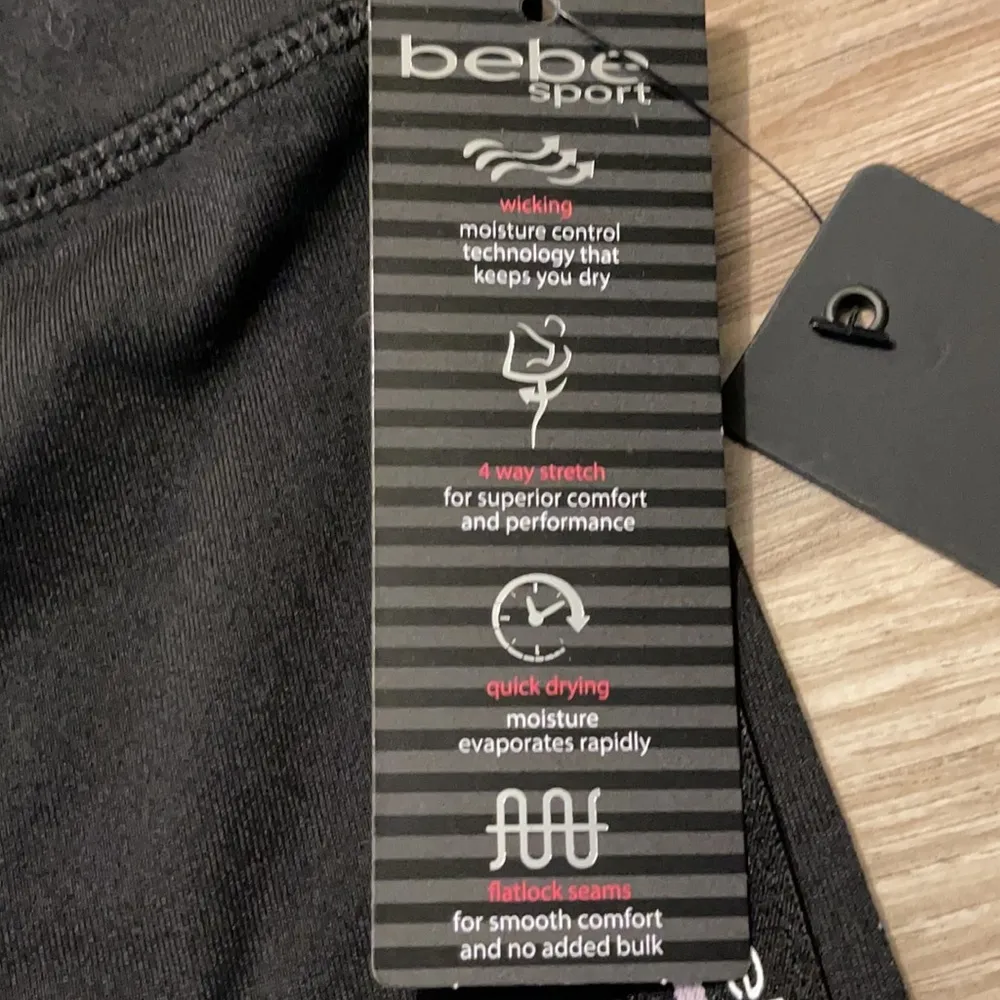 bebe
sport
wicking
moisture control
technology that
keeps you dry
4 way stretch
for superior comfort
and performance
quick drying
moisture
evaporates rapidly
flatlock seams
for smooth comfort
and no added bulk